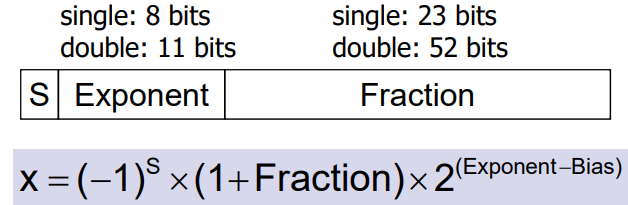 single: 8 bits single: 23 bits
double: 11 bits double: 52 bits
S Exponent Fraction
x = (−1)^S × (1+Fraction) × 2^(Exponent−Bias)